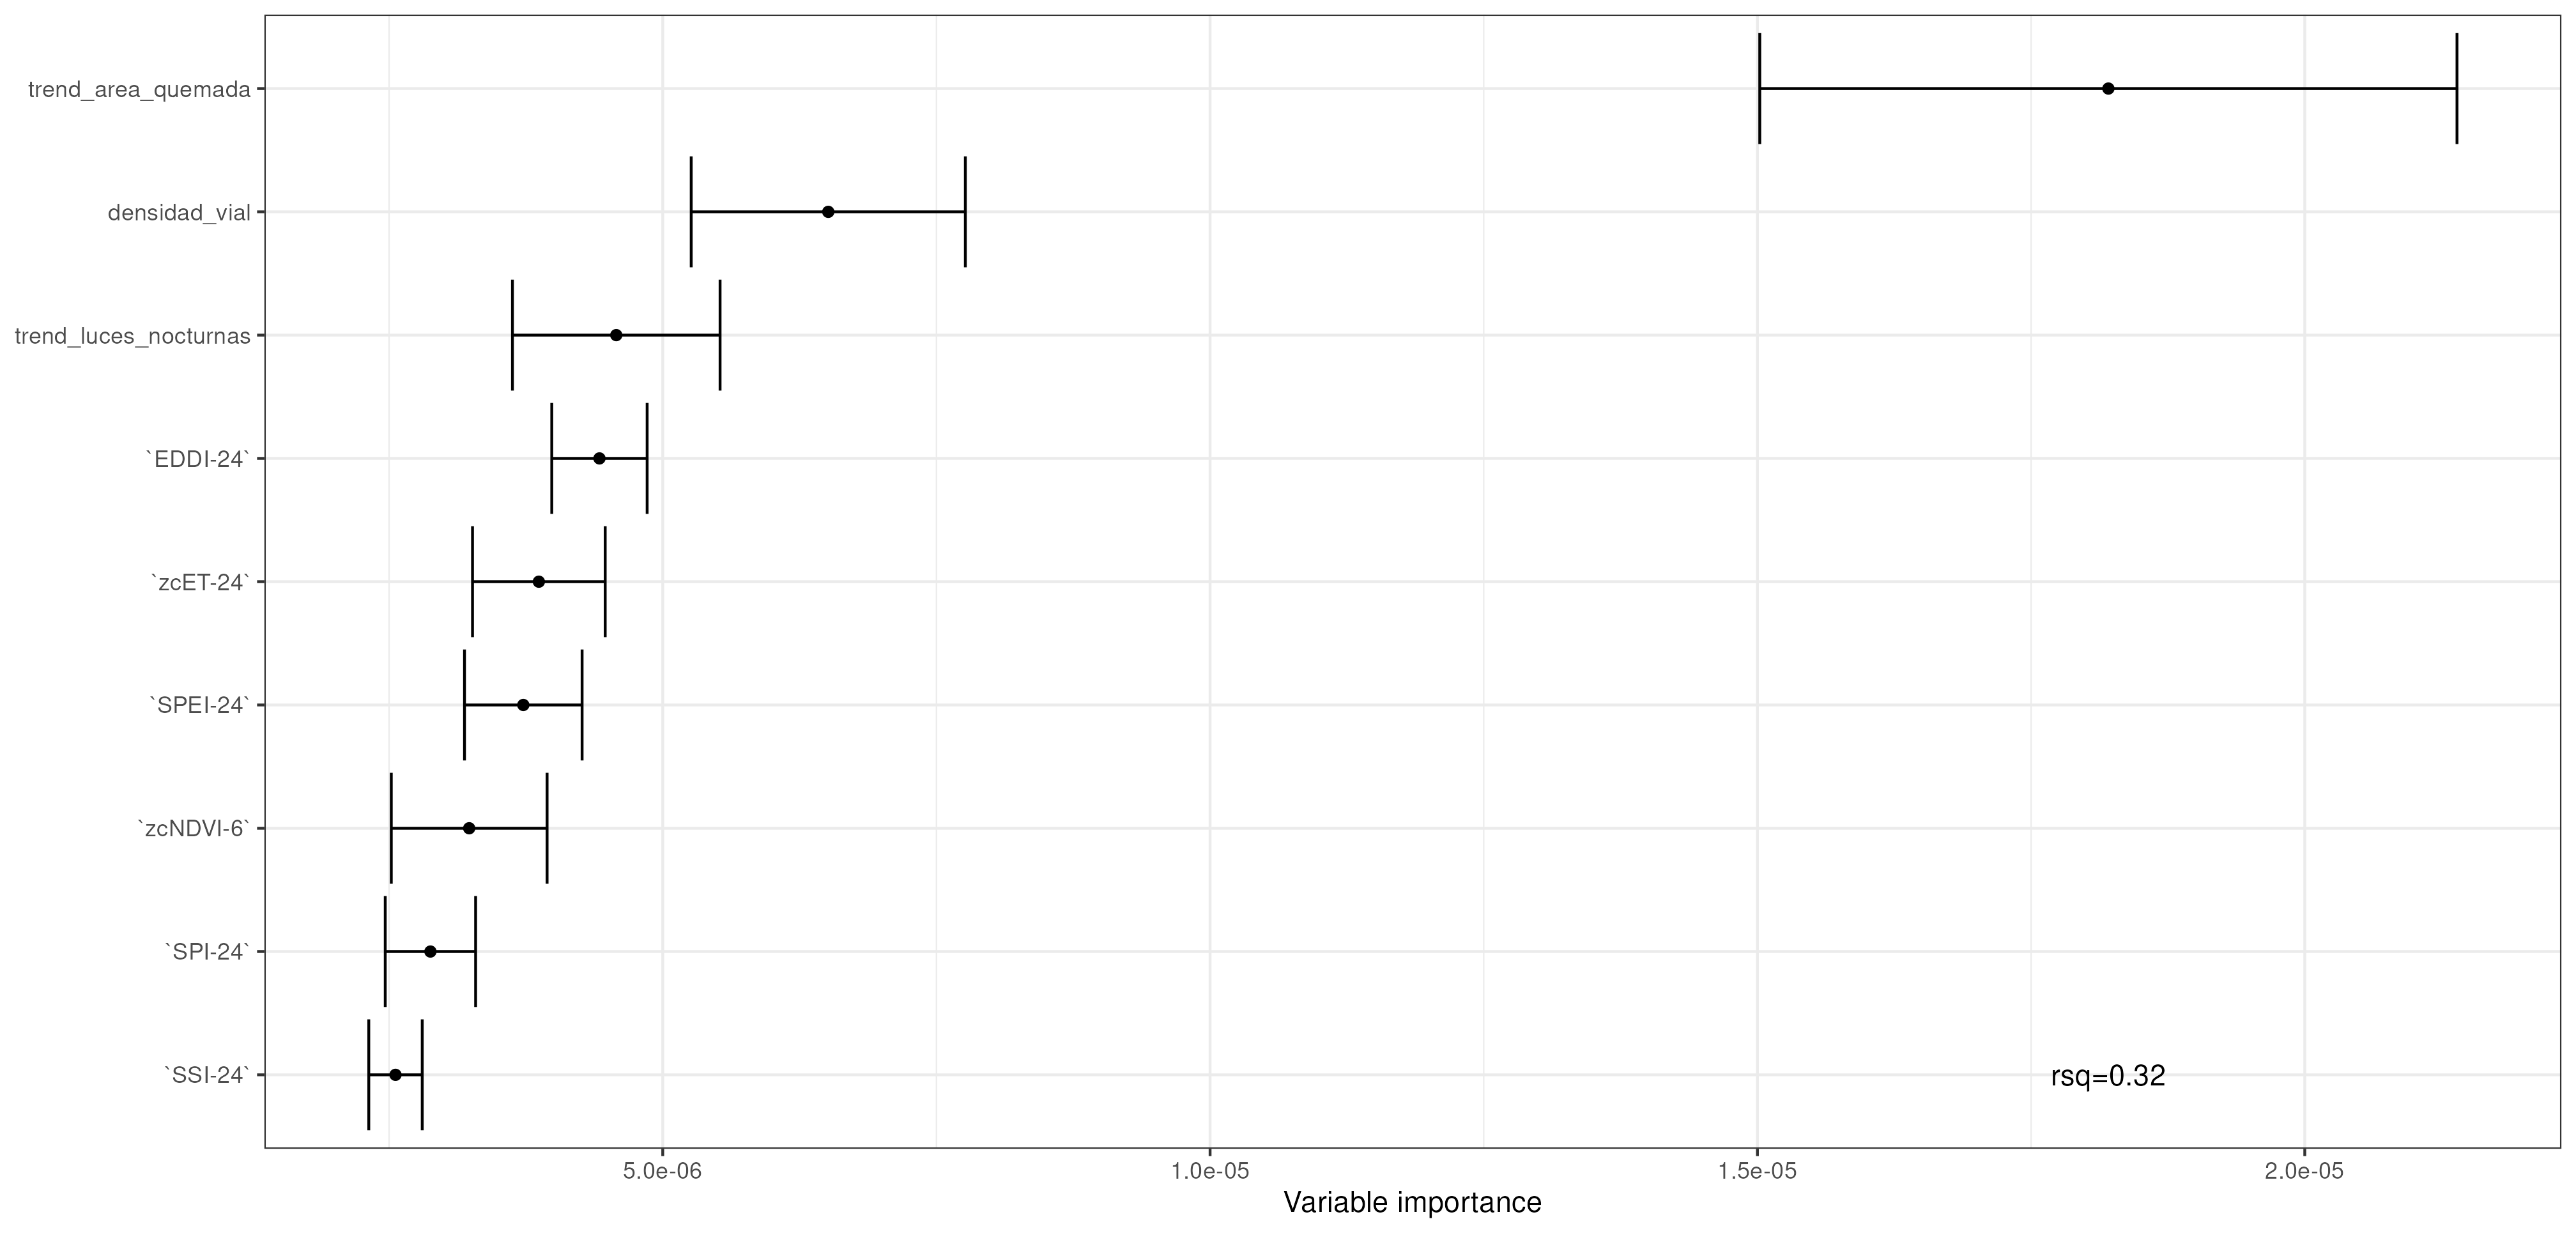 trend_area_quemada
densidad_vial
trend_luces_nocturnas
`EDDI-24`
`zcET-24`
`SPEI-24`
`zcNDVI-6`
`SPI-24`
`SSI-24`
rsq=0.32
5.0e-06 1.0e-05 1.5e-05 2.0e-05
Variable importance